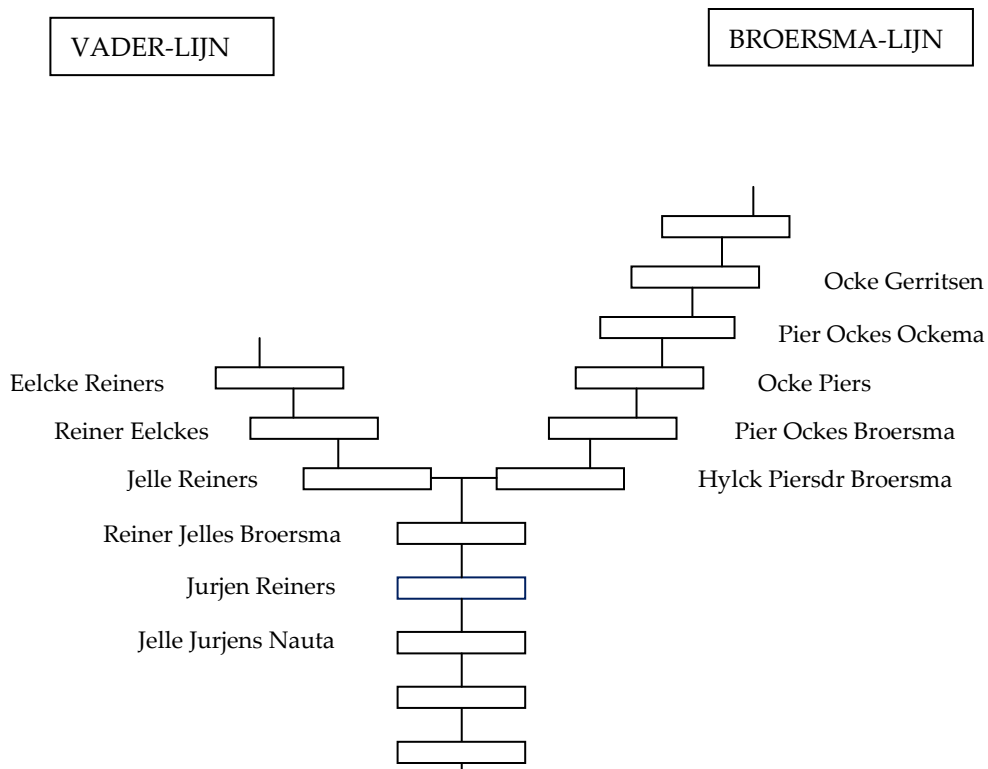 VADER-LIJN
BROERSMA-LIJN
Ocke Gerritsen
Pier Ockes Ockema
Eelcke Reiners
Ocke Piers
Reiner Eelckes
Pier Ockes Broersma
Jelle Reiners
Hylck Piersdr Broersma
Reiner Jelles Broersma
Jurjen Reiners
Jelle Jurjens Nauta